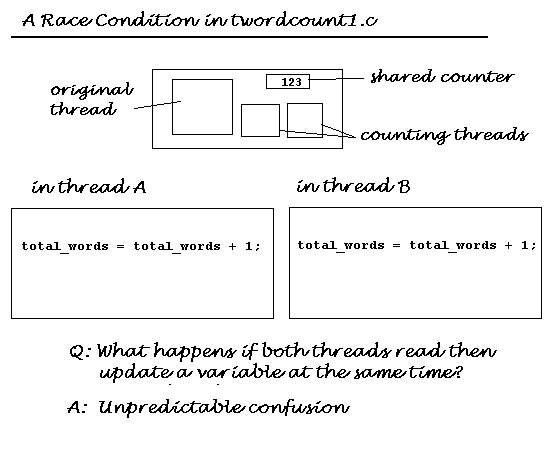 A Race Condition in twordcount1.c
original
thread
123
shared counter
counting threads
in thread A
in thread B
total_words = total_words + 1;
total_words = total_words + 1;
Q: What happens if both threads read then
update a variable at the same time?
A: Unpredictable confusion